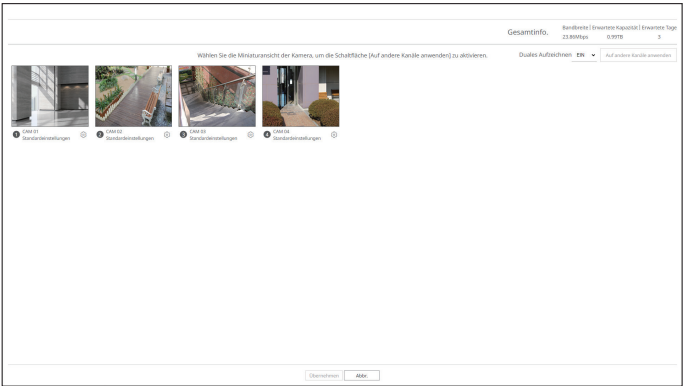 Gesamtinfo.
Bandbreite | Erwartete Kapazität | Erwartete Tage
23.86Mbps 0.99TB 3
Wählen Sie die Miniaturansicht der Kamera, um die Schaltfläche [Auf andere Kanäle anwenden] zu aktivieren.
Duales Aufzeichnen EIN Auf andere Kanäle anwenden
1 CAM 01
Standardeinstellungen
2 CAM 02
Standardeinstellungen
3 CAM 03
Standardeinstellungen
4 CAM 04
Standardeinstellungen
Übernehmen Abbr.